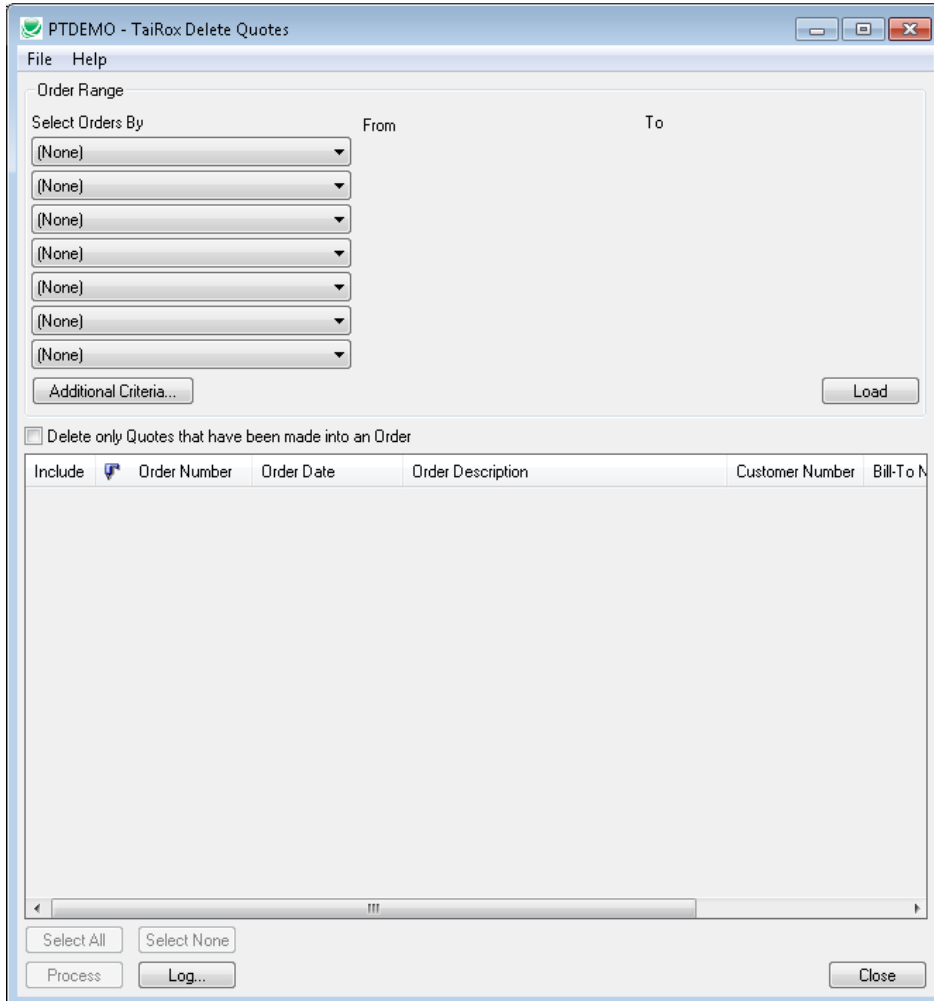 PTDEMO - TaiRox Delete Quotes
File Help
Order Range
Select Orders By From To
(None)
(None)
(None)
(None)
(None)
(None)
(None)
Additional Criteria... Load
Delete only Quotes that have been made into an Order
Include Order Number Order Date Order Description Customer Number Bill-To N
Select All Select None
Process Log... Close